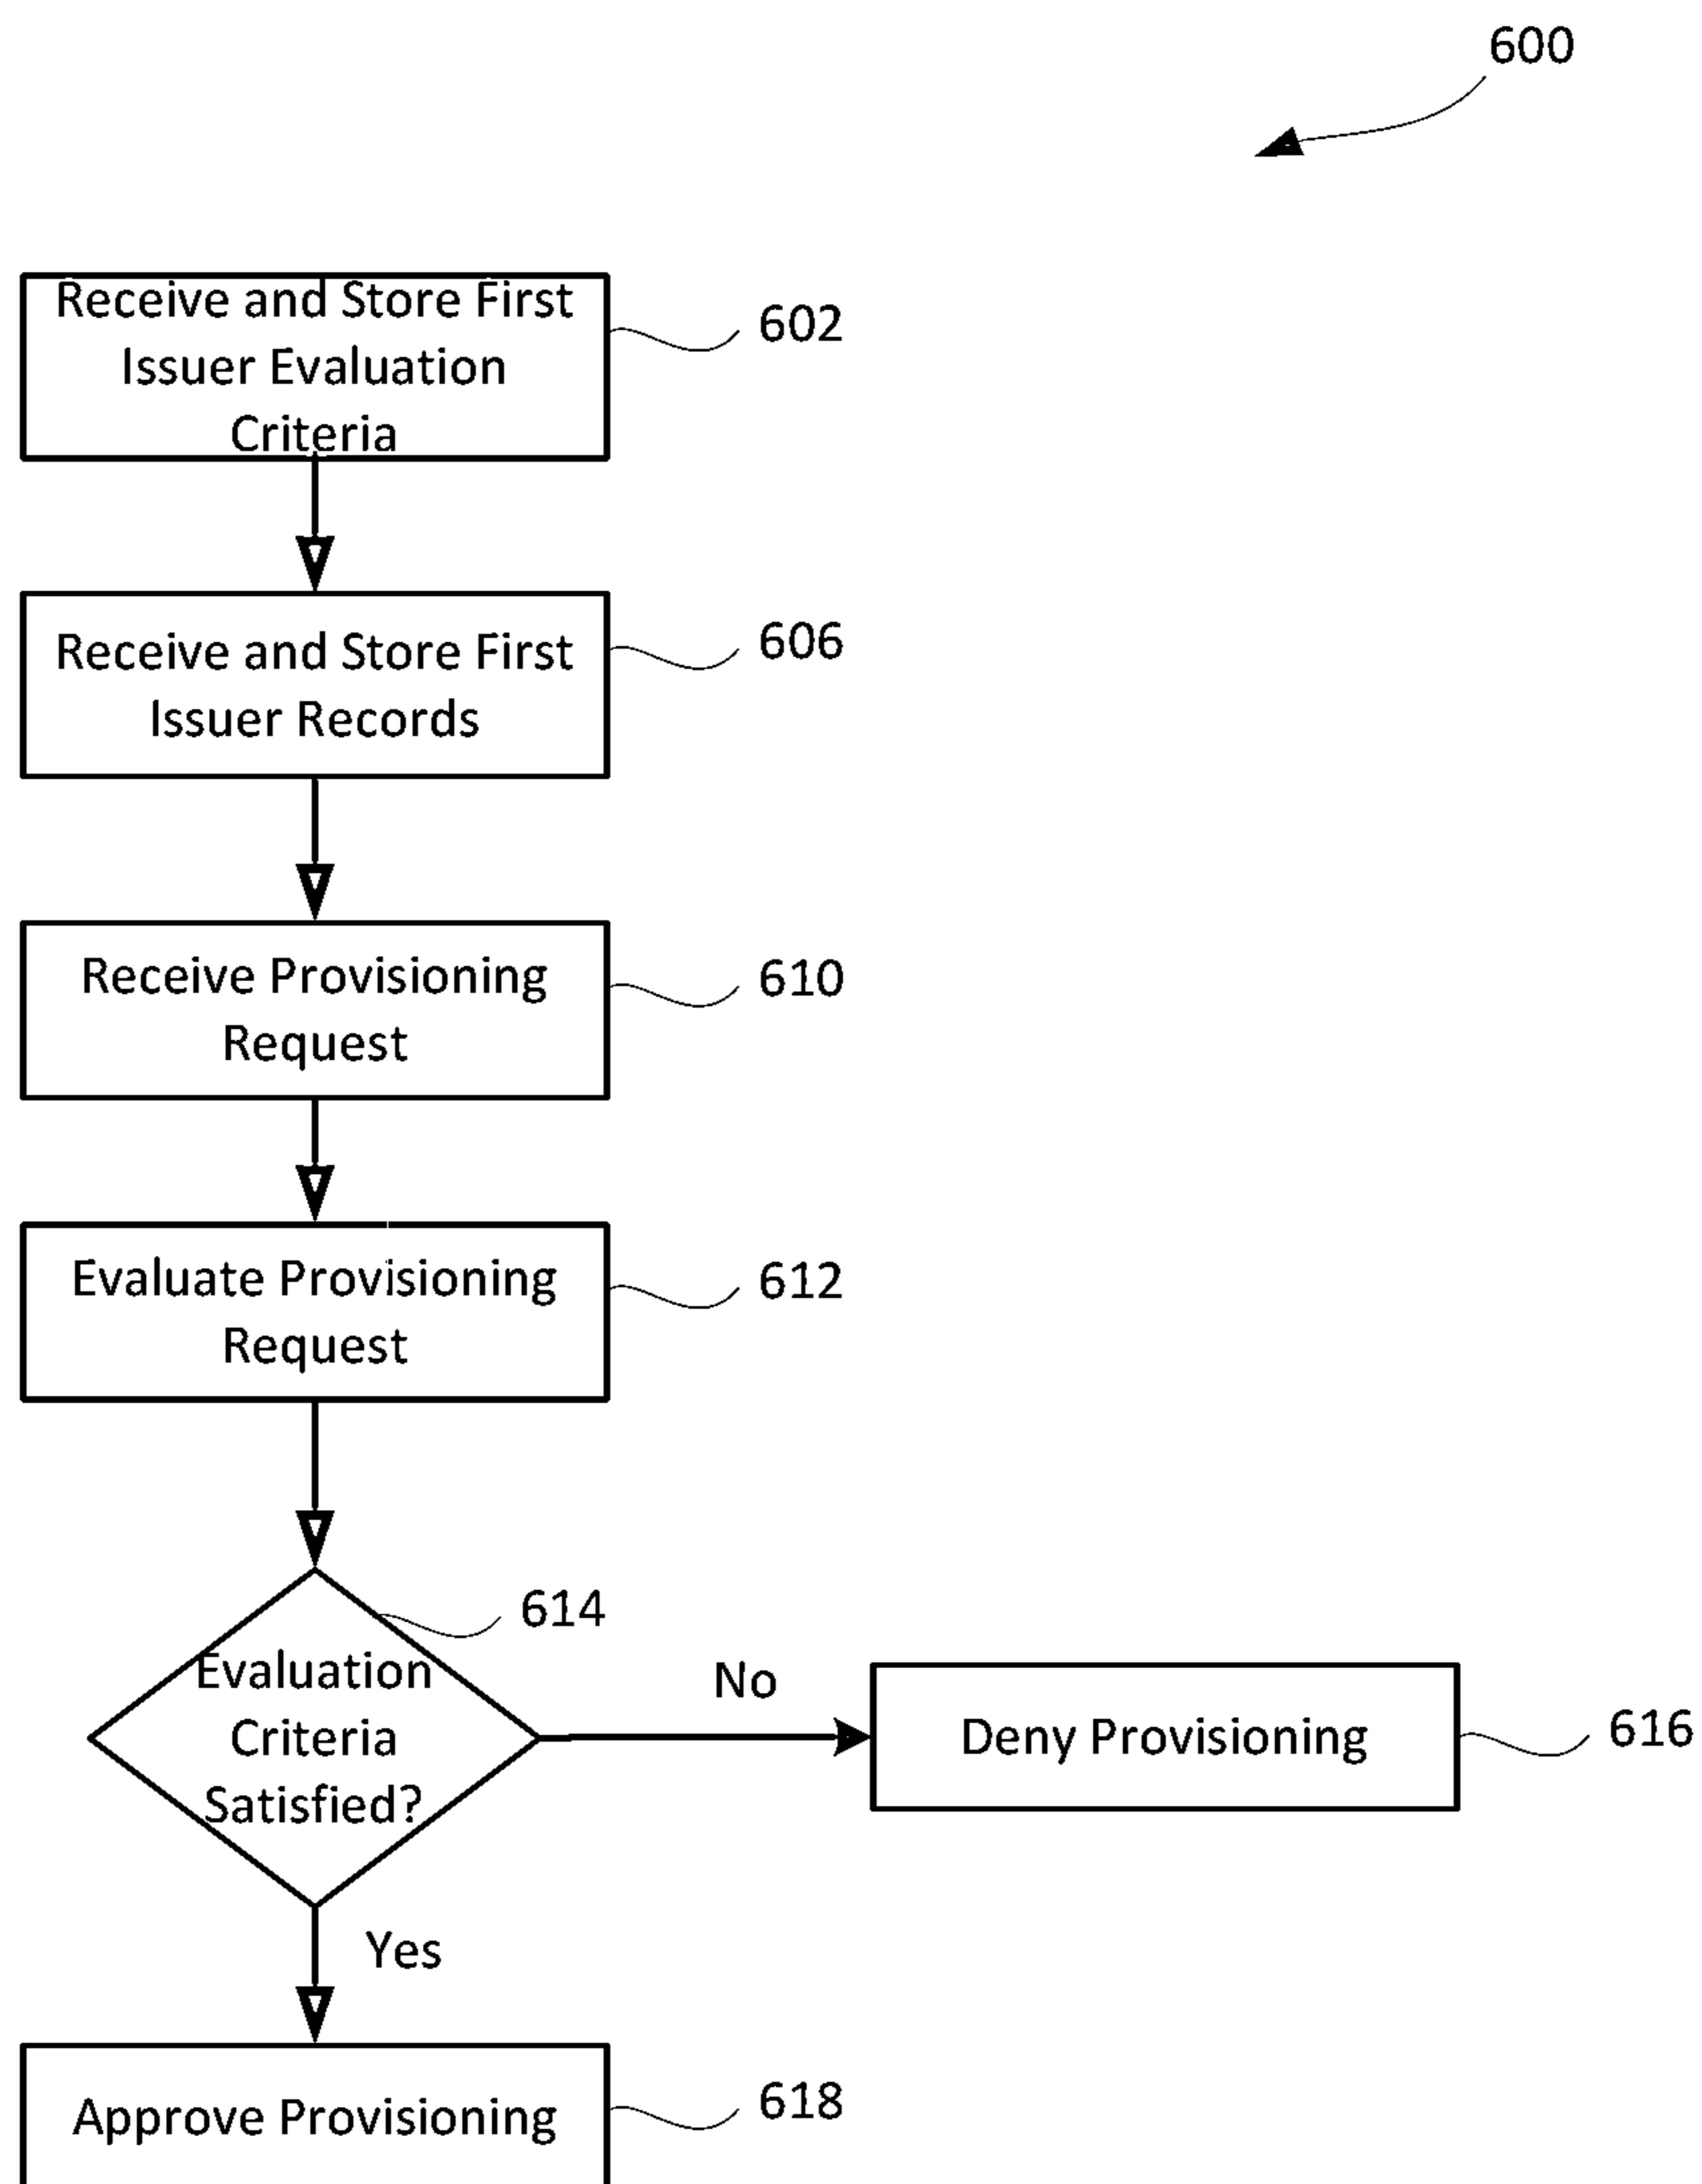 600
Receive and Store First
Issuer Evaluation
Criteria
602
Receive and Store First
Issuer Records
606
Receive Provisioning
Request
610
Evaluate Provisioning
Request
612
614
Evaluation
Criteria
Satisfied?
No
Deny Provisioning
616
Yes
Approve Provisioning
618